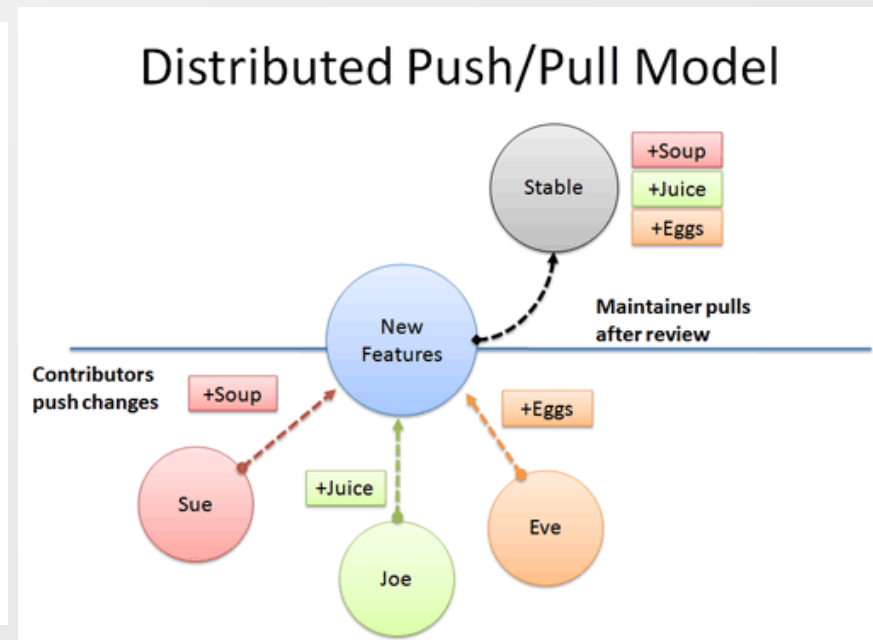 Distributed Push/Pull Model
+Soup
Stable
+Juice
+Eggs
New
Features
Maintainer pulls
after review
Contributors
push changes
+Soup
+Eggs
+Juice
Sue
Eve
Joe